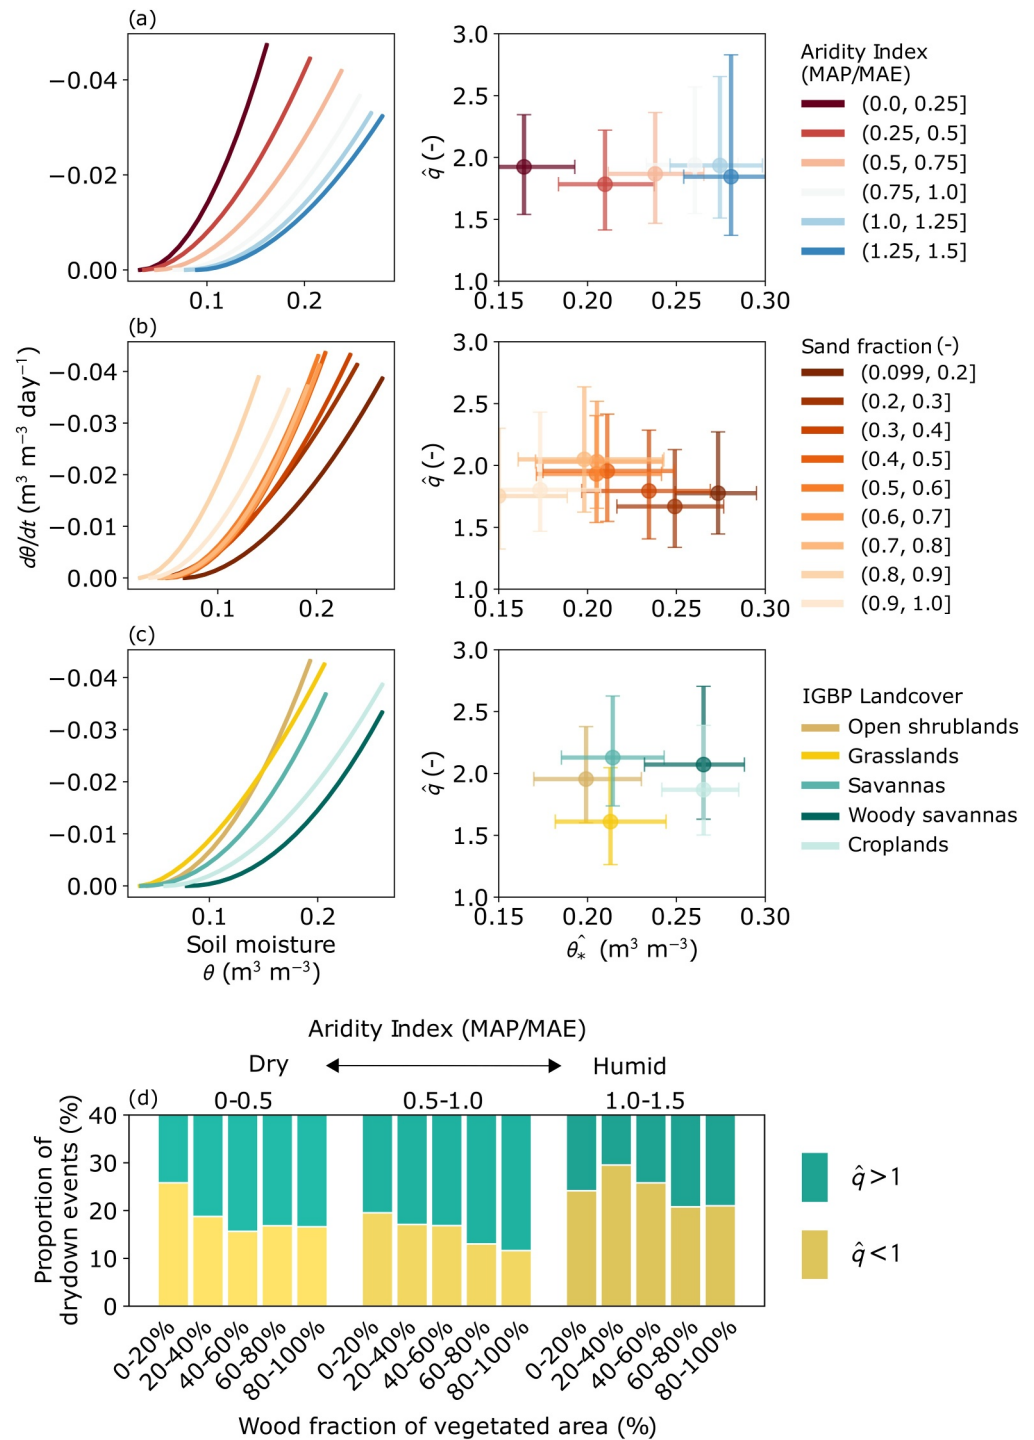 (a)
−0.04
−0.02
0.00
0.1 0.2
3.0
2.5
2.0
1.5
1.0
q̂ (-)
0.15 0.20 0.25 0.30
Aridity Index
(MAP/MAE)
(0.0, 0.25]
(0.25, 0.5]
(0.5, 0.75]
(0.75, 1.0]
(1.0, 1.25]
(1.25, 1.5]
(b)
dθ/dt (m³ m⁻³ day⁻¹)
−0.04
−0.03
−0.02
−0.01
0.00
0.1 0.2
3.0
2.5
2.0
1.5
1.0
q̂ (-)
0.15 0.20 0.25 0.30
Sand fraction (-)
(0.099, 0.2]
(0.2, 0.3]
(0.3, 0.4]
(0.4, 0.5]
(0.5, 0.6]
(0.6, 0.7]
(0.7, 0.8]
(0.8, 0.9]
(0.9, 1.0]
(c)
−0.04
−0.03
−0.02
−0.01
0.00
0.1 0.2
Soil moisture
θ (m³ m⁻³)
3.0
2.5
2.0
1.5
1.0
q̂ (-)
0.15 0.20 0.25 0.30
θ̂* (m³ m⁻³)
IGBP Landcover
Open shrublands
Grasslands
Savannas
Woody savannas
Croplands
Aridity Index (MAP/MAE)
Dry Humid
(d) 0-0.5 0.5-1.0 1.0-1.5
Proportion of
drydown events (%)
40
30
20
10
0
0-20% 20-40% 40-60% 60-80% 80-100% 0-20% 20-40% 40-60% 60-80% 80-100% 0-20% 20-40% 40-60% 60-80% 80-100%
Wood fraction of vegetated area (%)
q̂ > 1
q̂ < 1